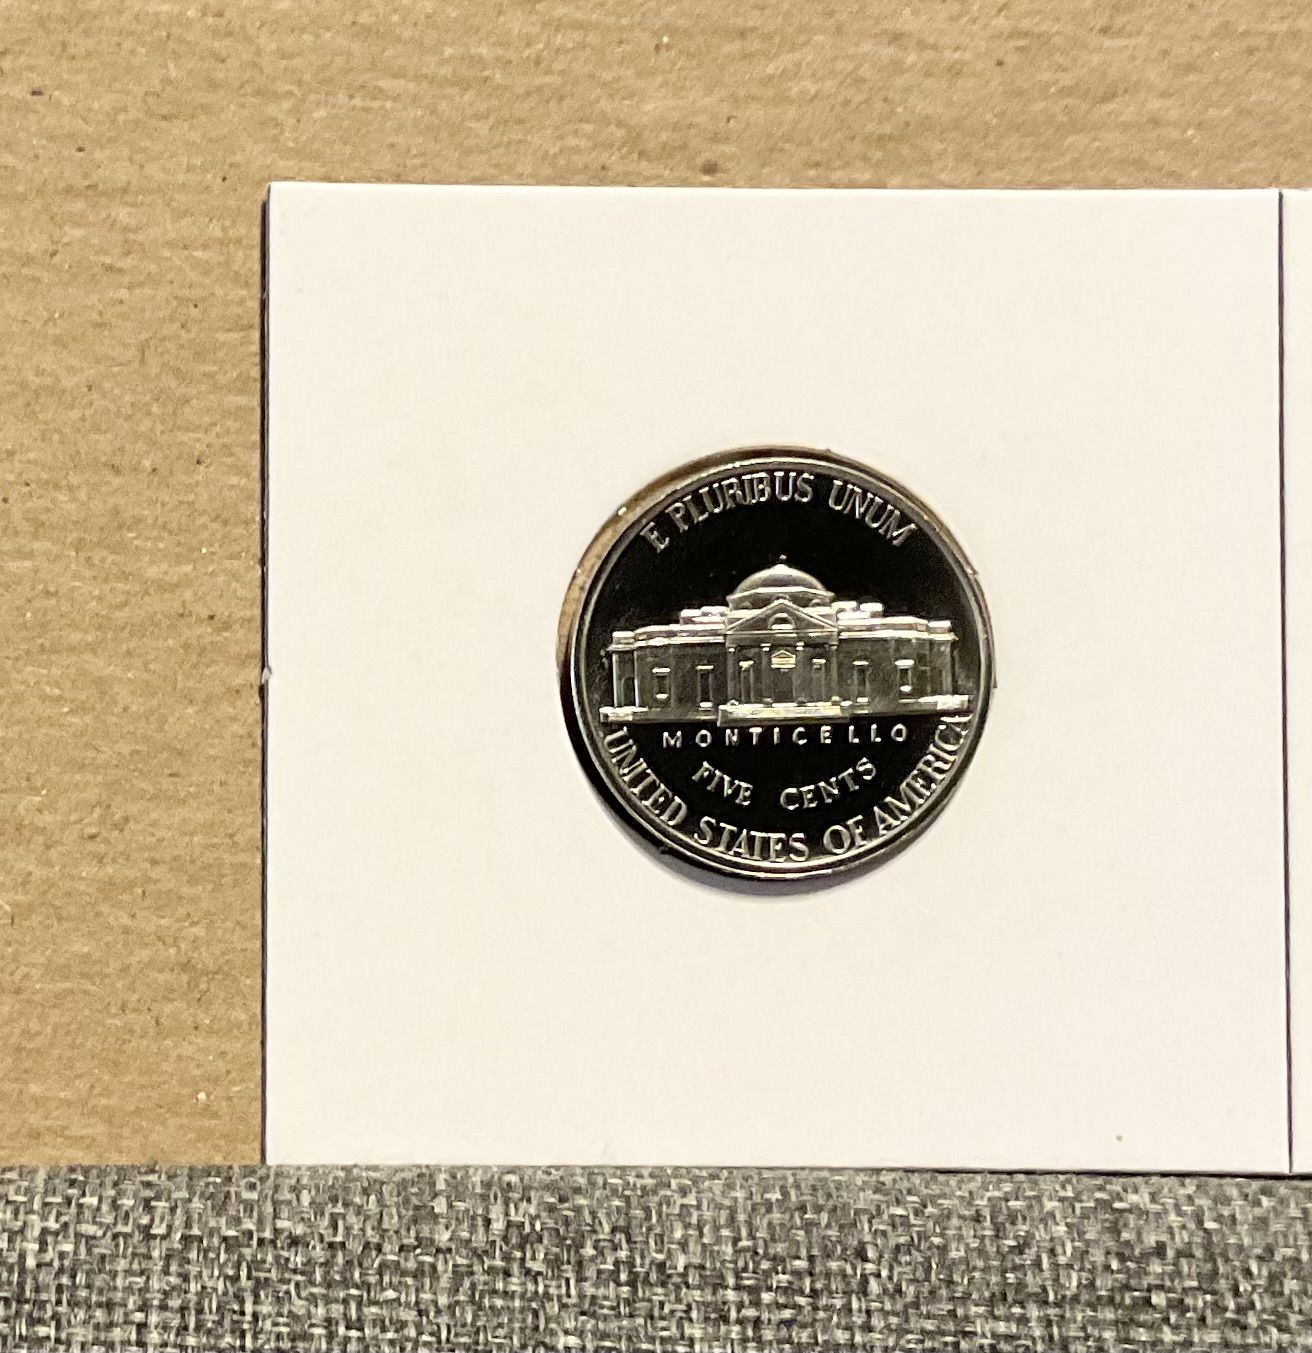 E PLURIBUS UNUM
MONTICELLO
FIVE CENTS
UNITED STATES OF AMERICA